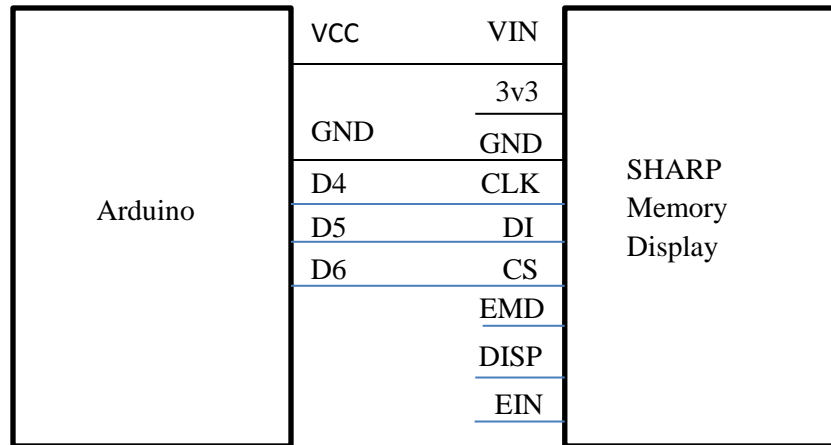 VCC VIN
3v3
GND GND
D4 CLK
Arduino
D5 DI
D6 CS
EMD
DISP
EIN
SHARP
Memory
Display